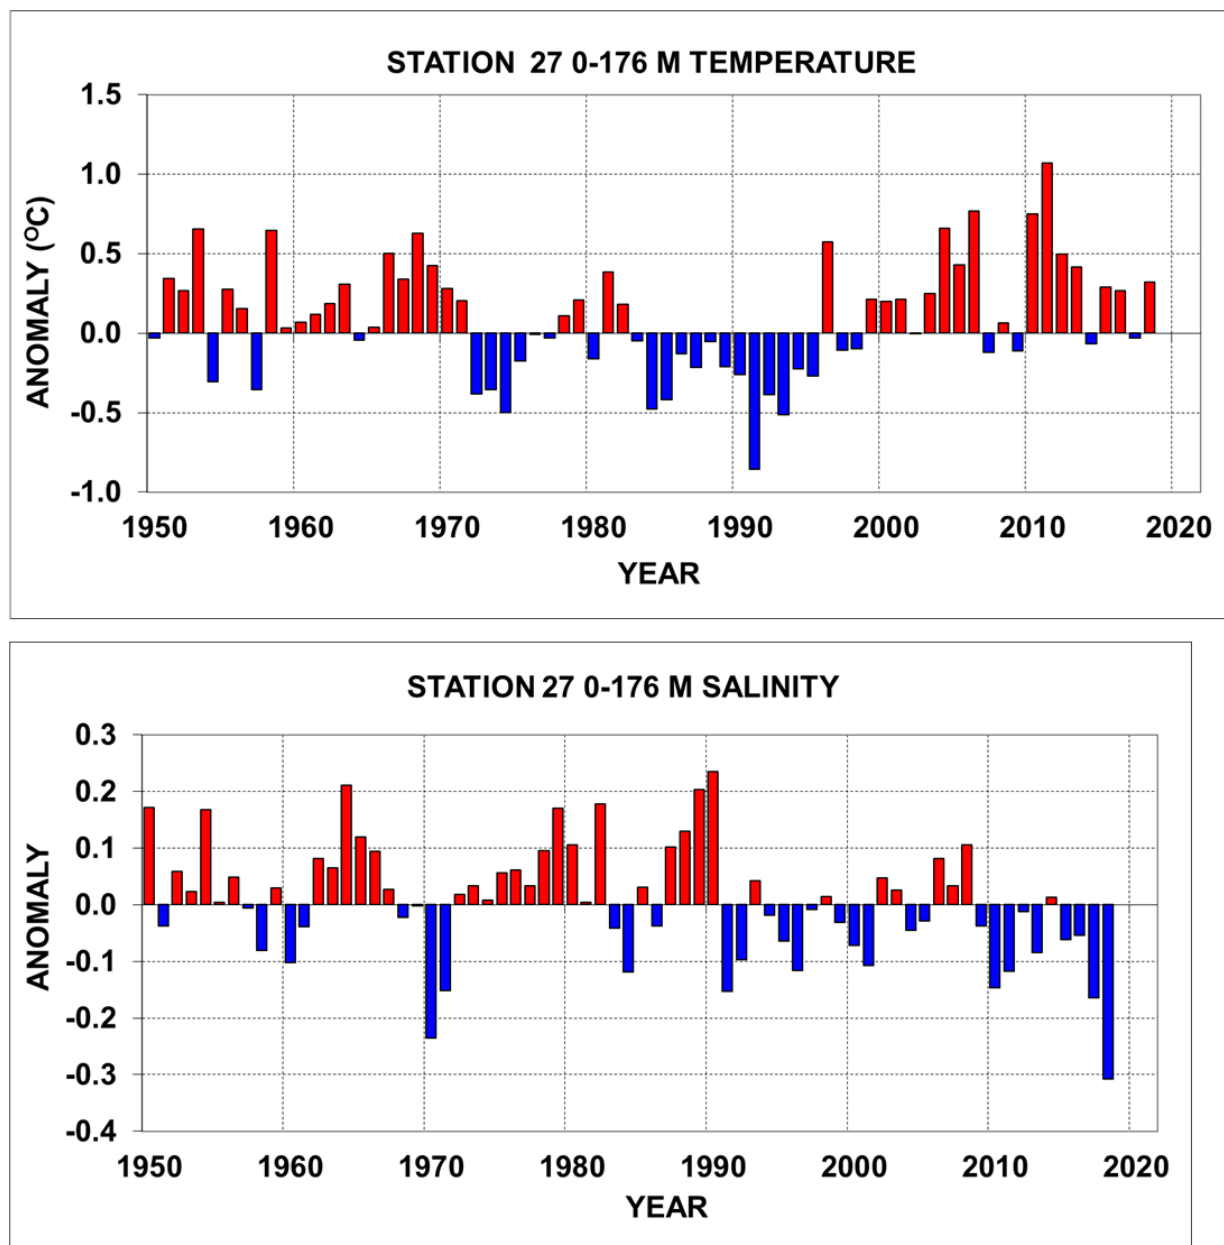 STATION 27 0-176 M TEMPERATURE
ANOMALY (OC)
1.5
1.0
0.5
0.0
-0.5
-1.0
1950 1960 1970 1980 1990 2000 2010 2020
YEAR
STATION 27 0-176 M SALINITY
ANOMALY
0.3
0.2
0.1
0.0
-0.1
-0.2
-0.3
-0.4
1950 1960 1970 1980 1990 2000 2010 2020
YEAR